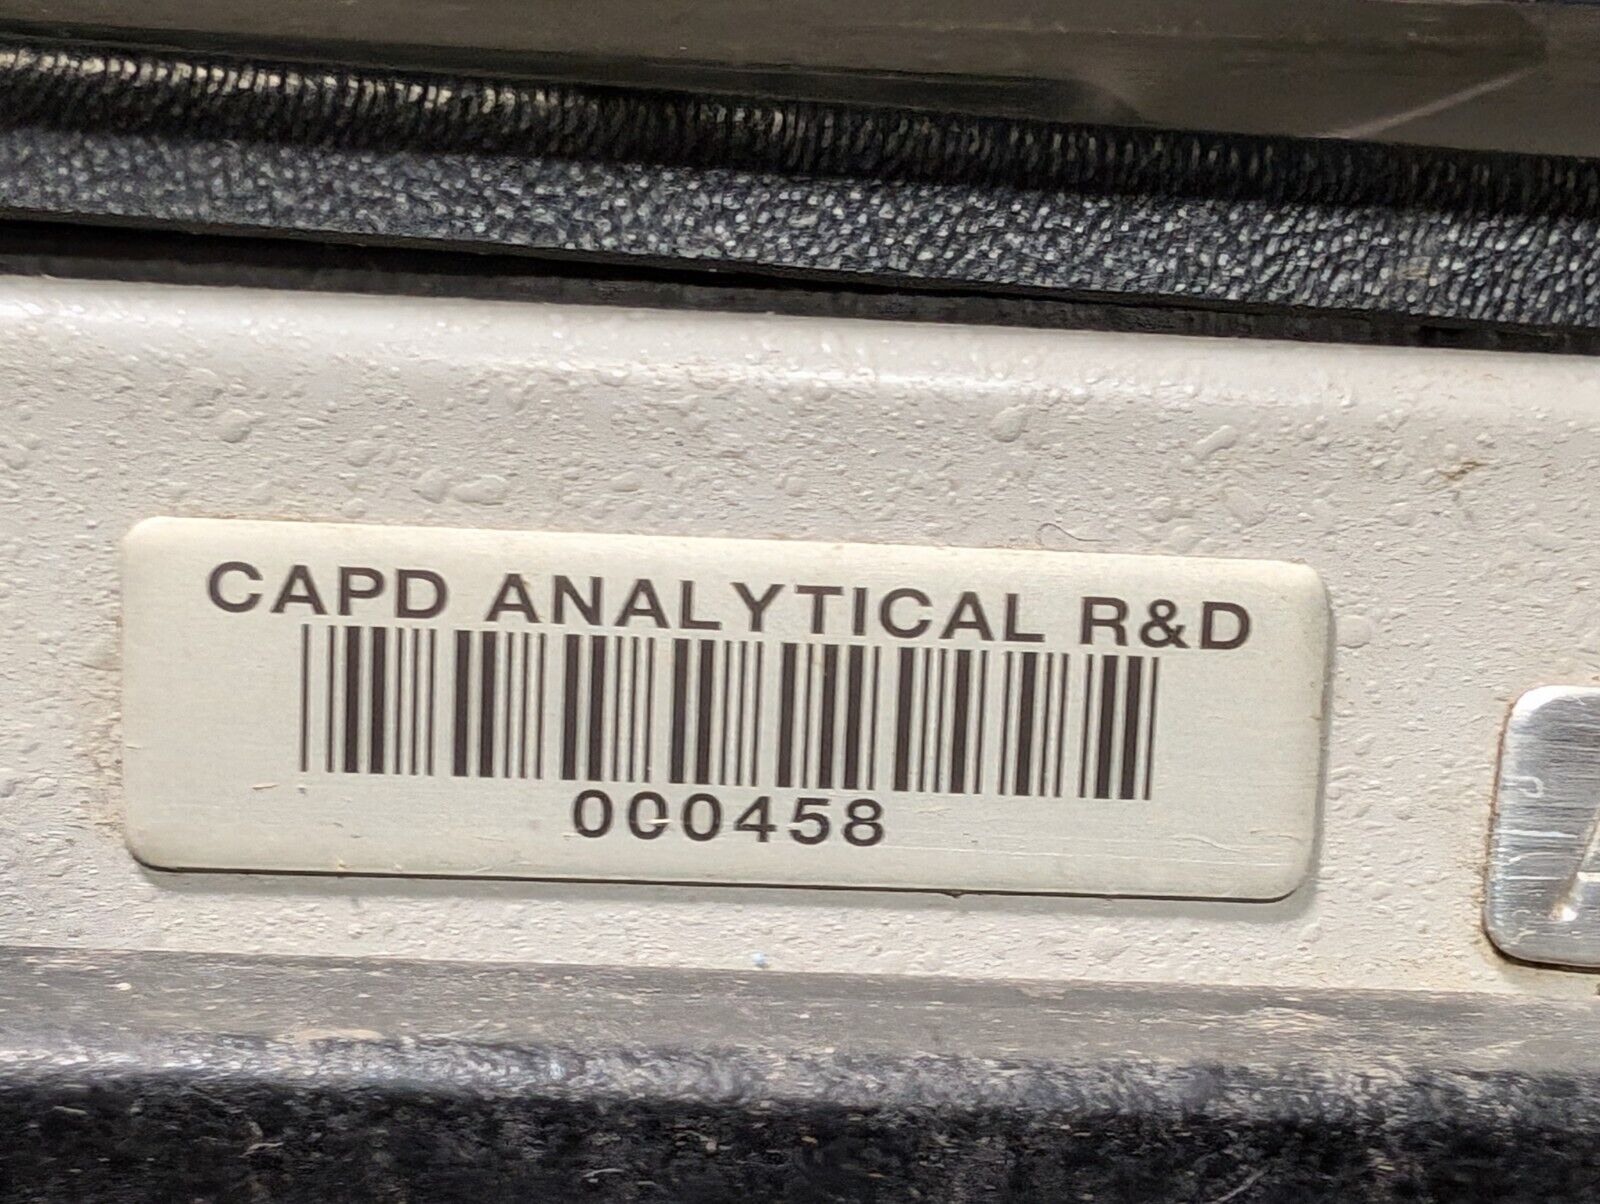 CAPD ANALYTICAL R&D
000458